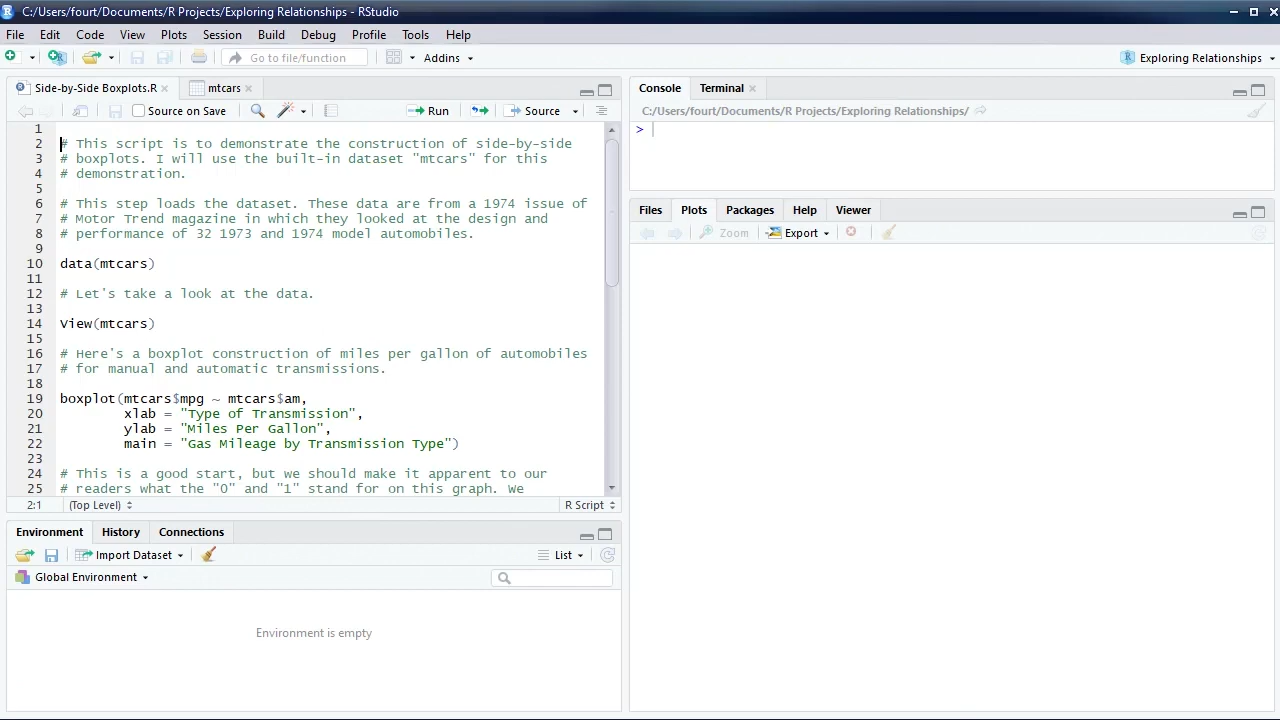 C:/Users/fourt/Documents/R Projects/Exploring Relationships - RStudio
File Edit Code View Plots Session Build Debug Profile Tools Help
Go to file/function Addins Exploring Relationships
Side-by-Side Boxplots.R mtcars
Source on Save Run Source
1
2 # This script is to demonstrate the construction of side-by-side
3 # boxplots. I will use the built-in dataset "mtcars" for this
4 # demonstration.
5
6 # This step loads the dataset. These data are from a 1974 issue of
7 # Motor Trend magazine in which they looked at the design and
8 # performance of 32 1973 and 1974 model automobiles.
9
10 data(mtcars)
11
12 # Let's take a look at the data.
13
14 View(mtcars)
15
16 # Here's a boxplot construction of miles per gallon of automobiles
17 # for manual and automatic transmissions.
18
19 boxplot(mtcars$mpg ~ mtcars$am,
20 xlab = "Type of Transmission",
21 ylab = "Miles Per Gallon",
22 main = "Gas Mileage by Transmission Type")
23
24 # This is a good start, but we should make it apparent to our
25 # readers what the "0" and "1" stand for on this graph. We
2:1 (Top Level) R Script
Environment History Connections
Import Dataset List
Global Environment
Environment is empty
Console Terminal
C:/Users/fourt/Documents/R Projects/Exploring Relationships/
>
Files Plots Packages Help Viewer
Zoom Export